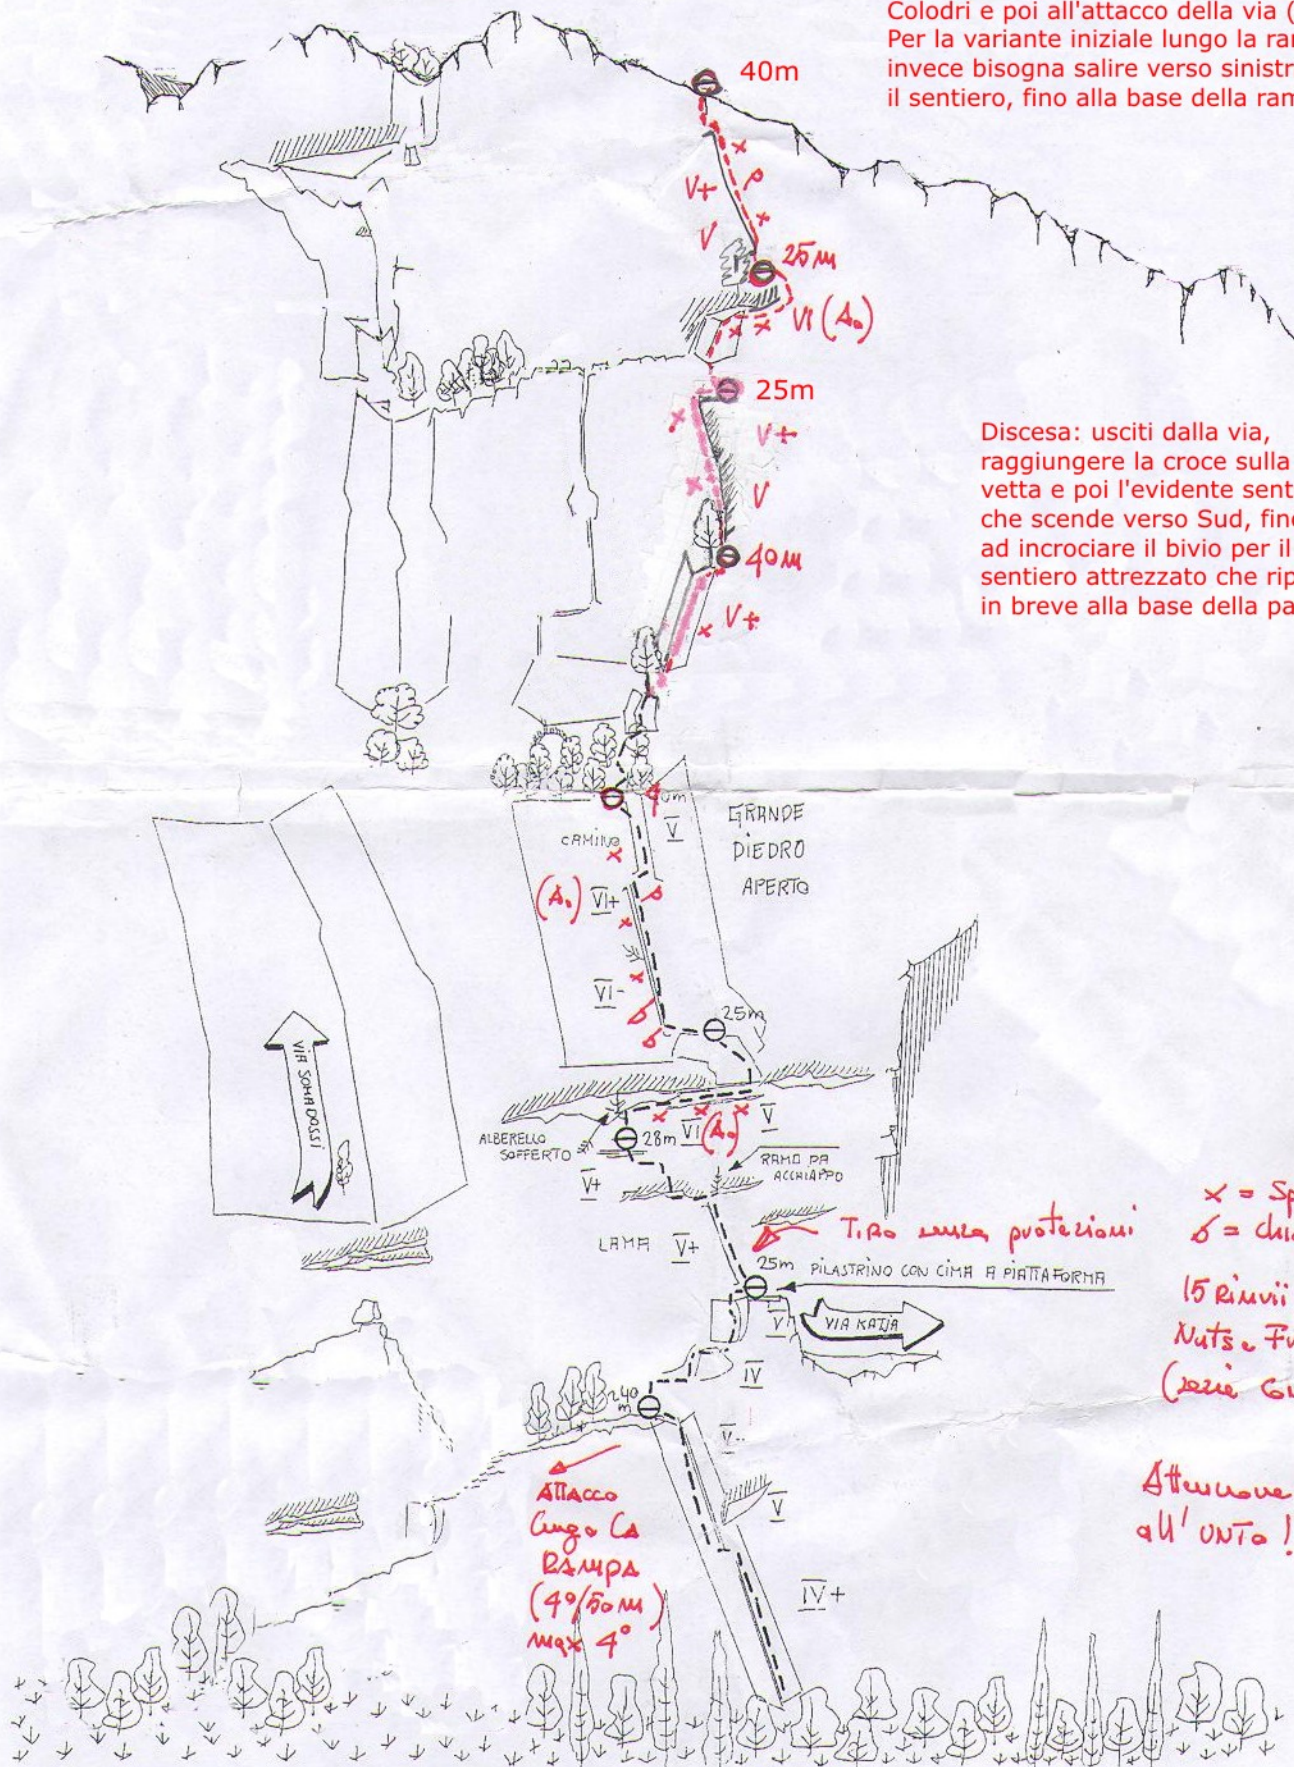 Colodri e poi all'attacco della via (
Per la variante iniziale lungo la ram
invece bisogna salire verso sinistr
il sentiero, fino alla base della ram
40m
V+
V
25m
VI (A0)
25m
V+
V
Discesa: usciti dalla via,
raggiungere la croce sulla
vetta e poi l'evidente sent
che scende verso Sud, fino
ad incrociare il bivio per il
sentiero attrezzato che rip
in breve alla base della pa
40m
V+
40m
V
CAMINO
GRANDE
DIEDRO
APERTO
(A0) VI+
VI-
25m
VIA SOMADOSSI
ALBERELLO
SOFFERTO
28m VI (A0) V
V+
RAMO DA
ACCHIAPPO
LAMA V+
Tiro senza protezioni
25m PILASTRINO CON CIMA A PIATTAFORMA
V
VIA KATJA
IV
x = Sp
= chi
15 Rinvii
Nuts e Fr
240
m
V-
V
Attacco
lungo la
RAMPA
(4°/50m)
max 4°
IV+
Attenzione
all'UNTO!